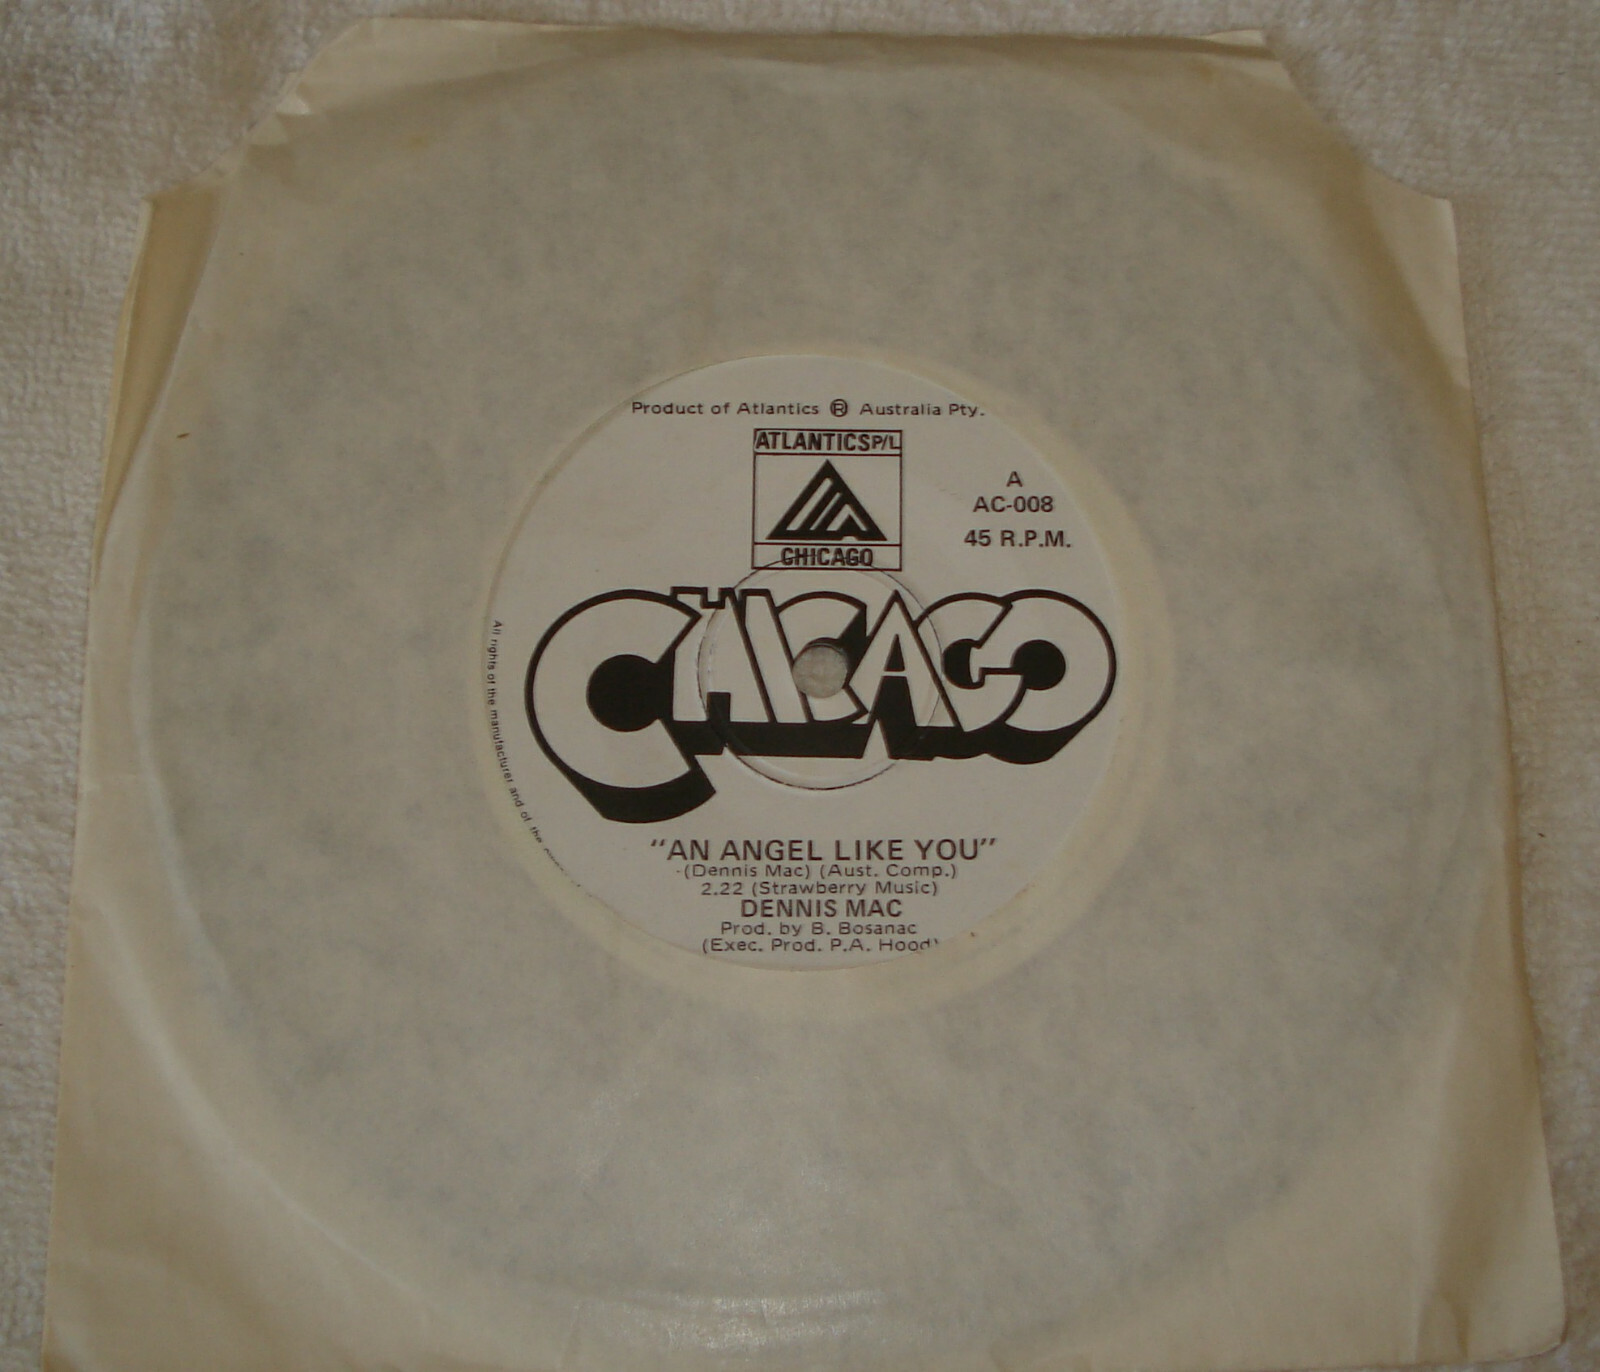 Product of Atlantics ® Australia Pty.
ATLANTICS P/L
CHICAGO
A
AC-008
45 R.P.M.
CHICAGO
All rights of the manufacturer and of the
"AN ANGEL LIKE YOU"
(Dennis Mac) (Aust. Comp.)
2.22 (Strawberry Music)
DENNIS MAC
Prod. by B. Bosanac
(Exec. Prod. P.A. Hood)